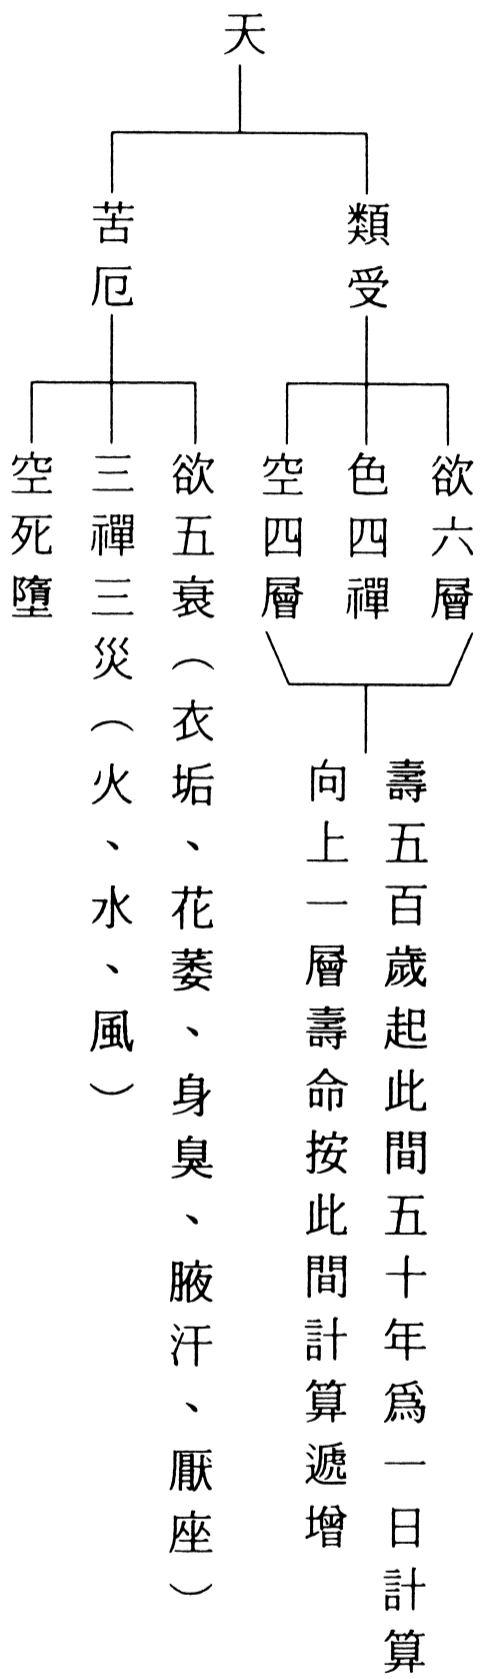 天
類受
欲六層
色四禪
空四層
壽五百歲起此間五十年爲一日計算
向上一層壽命按此間計算遞增
苦厄
欲五衰（衣垢、花萎、身臭、腋汗、厭座）
三禪三災（火、水、風）
空死墮